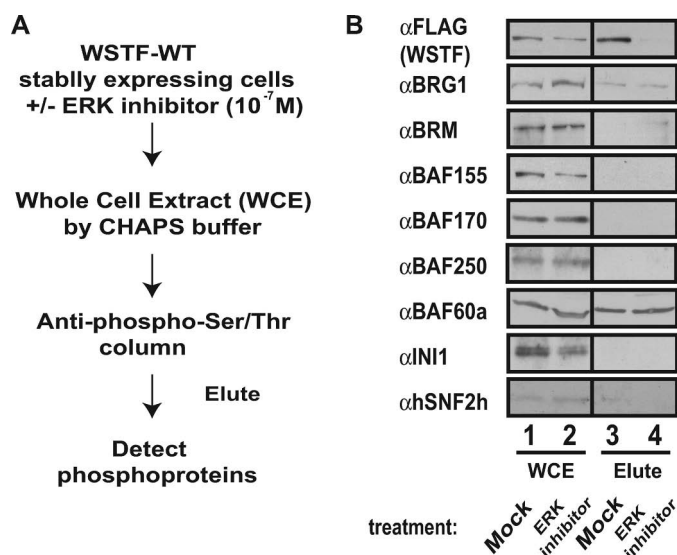 A
WSTF-WT
stablly expressing cells
+/- ERK inhibitor (10⁻⁷M)
Whole Cell Extract (WCE)
by CHAPS buffer
Anti-phospho-Ser/Thr
column
Elute
Detect
phosphoproteins
B
αFLAG
(WSTF)
αBRG1
αBRM
αBAF155
αBAF170
αBAF250
αBAF60a
αINI1
αhSNF2h
1 2 3 4
WCE Elute
treatment: Mock ERK inhibitor Mock ERK inhibitor